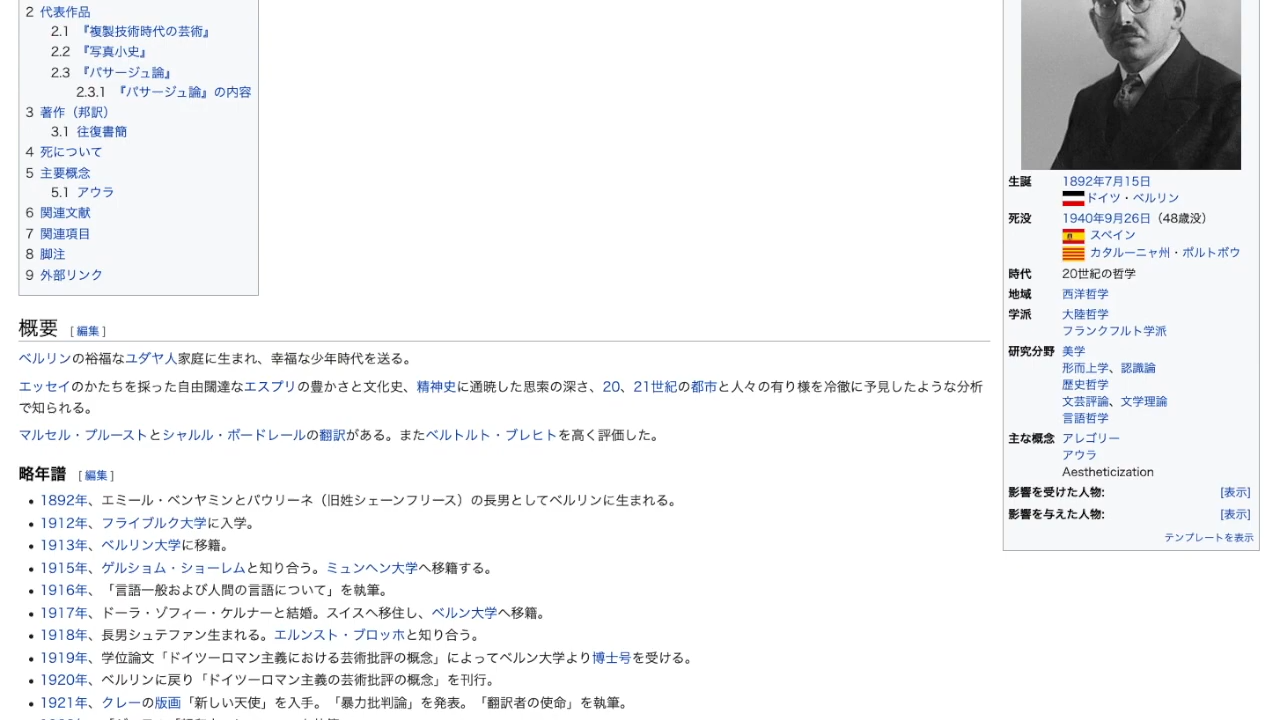 2 代表作品
2.1 『複製技術時代の芸術』
2.2 『写真小史』
2.3 『パサージュ論』
2.3.1 『パサージュ論』の内容
3 著作（邦訳）
3.1 往復書簡
4 死について
5 主要概念
5.1 アウラ
6 関連文献
7 関連項目
8 脚注
9 外部リンク
概要 [編集]
ベルリンの裕福なユダヤ人家庭に生まれ、幸福な少年時代を送る。
エッセイのかたちを採った自由闊達なエスプリの豊かさと文化史、精神史に通暁した思索の深さ、20、21世紀の都市と人々の有り様を冷徹に予見したような分析
で知られる。
マルセル・プルーストとシャルル・ボードレールの翻訳がある。またベルトルト・ブレヒトを高く評価した。
略年譜 [編集]
• 1892年、エミール・ベンヤミンとパウリーネ（旧姓シェーンフリース）の長男としてベルリンに生まれる。
• 1912年、フライブルク大学に入学。
• 1913年、ベルリン大学に移籍。
• 1915年、ゲルショム・ショーレムと知り合う。ミュンヘン大学へ移籍する。
• 1916年、「言語一般および人間の言語について」を執筆。
• 1917年、ドーラ・ゾフィー・ケルナーと結婚。スイスへ移住し、ベルン大学へ移籍。
• 1918年、長男シュテファン生まれる。エルンスト・ブロッホと知り合う。
• 1919年、学位論文「ドイツーロマン主義における芸術批評の概念」によってベルン大学より博士号を受ける。
• 1920年、ベルリンに戻り「ドイツーロマン主義の芸術批評の概念」を刊行。
• 1921年、クレーの版画「新しい天使」を入手。「暴力批判論」を発表。「翻訳者の使命」を執筆。
生誕 1892年7月15日
ドイツ・ベルリン
死没 1940年9月26日（48歳没）
スペイン
カタルーニャ州・ポルトボウ
時代 20世紀の哲学
地域 西洋哲学
学派 大陸哲学
フランクフルト学派
研究分野 美学
形而上学、認識論
歴史哲学
文芸評論、文学理論
言語哲学
主な概念 アレゴリー
アウラ
Aestheticization
影響を受けた人物: [表示]
影響を与えた人物: [表示]
テンプレートを表示